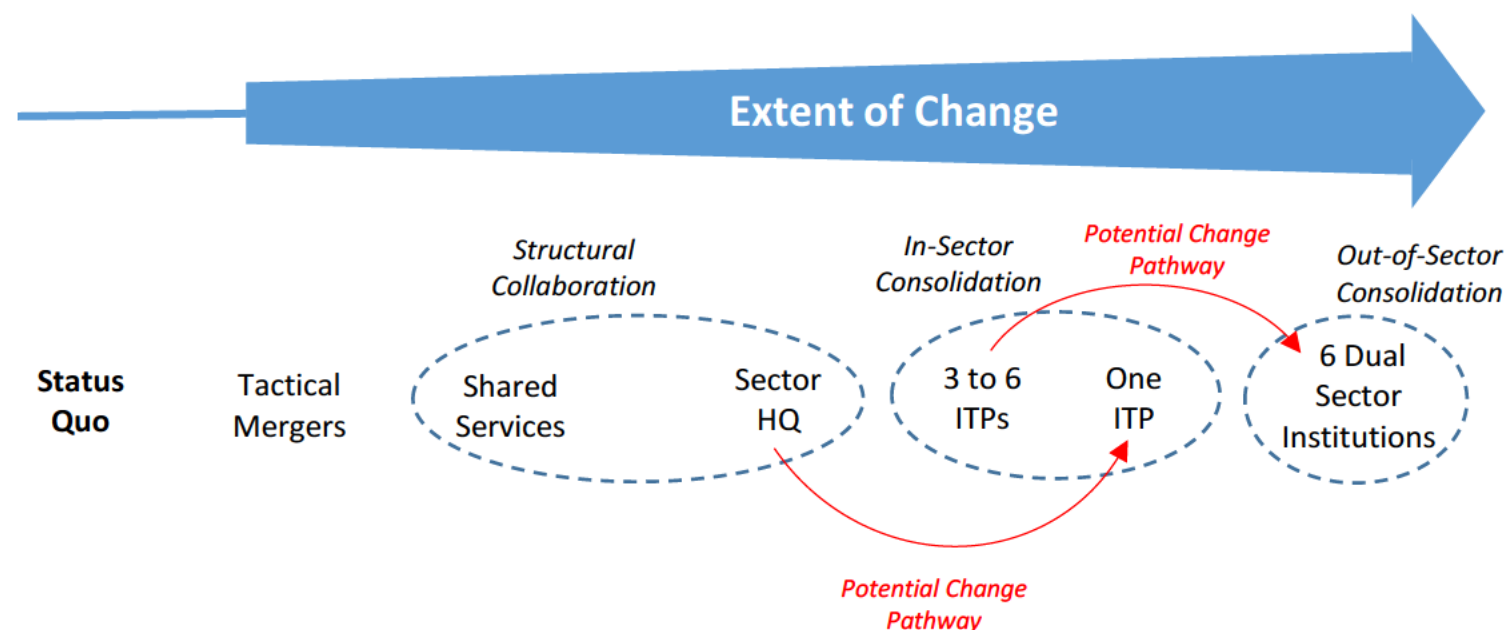 Extent of Change
Structural
Collaboration
In-Sector
Consolidation
Potential Change
Pathway
Out-of-Sector
Consolidation
Status
Quo
Tactical
Mergers
Shared
Services
Sector
HQ
3 to 6
ITPs
One
ITP
6 Dual
Sector
Institutions
Potential Change
Pathway